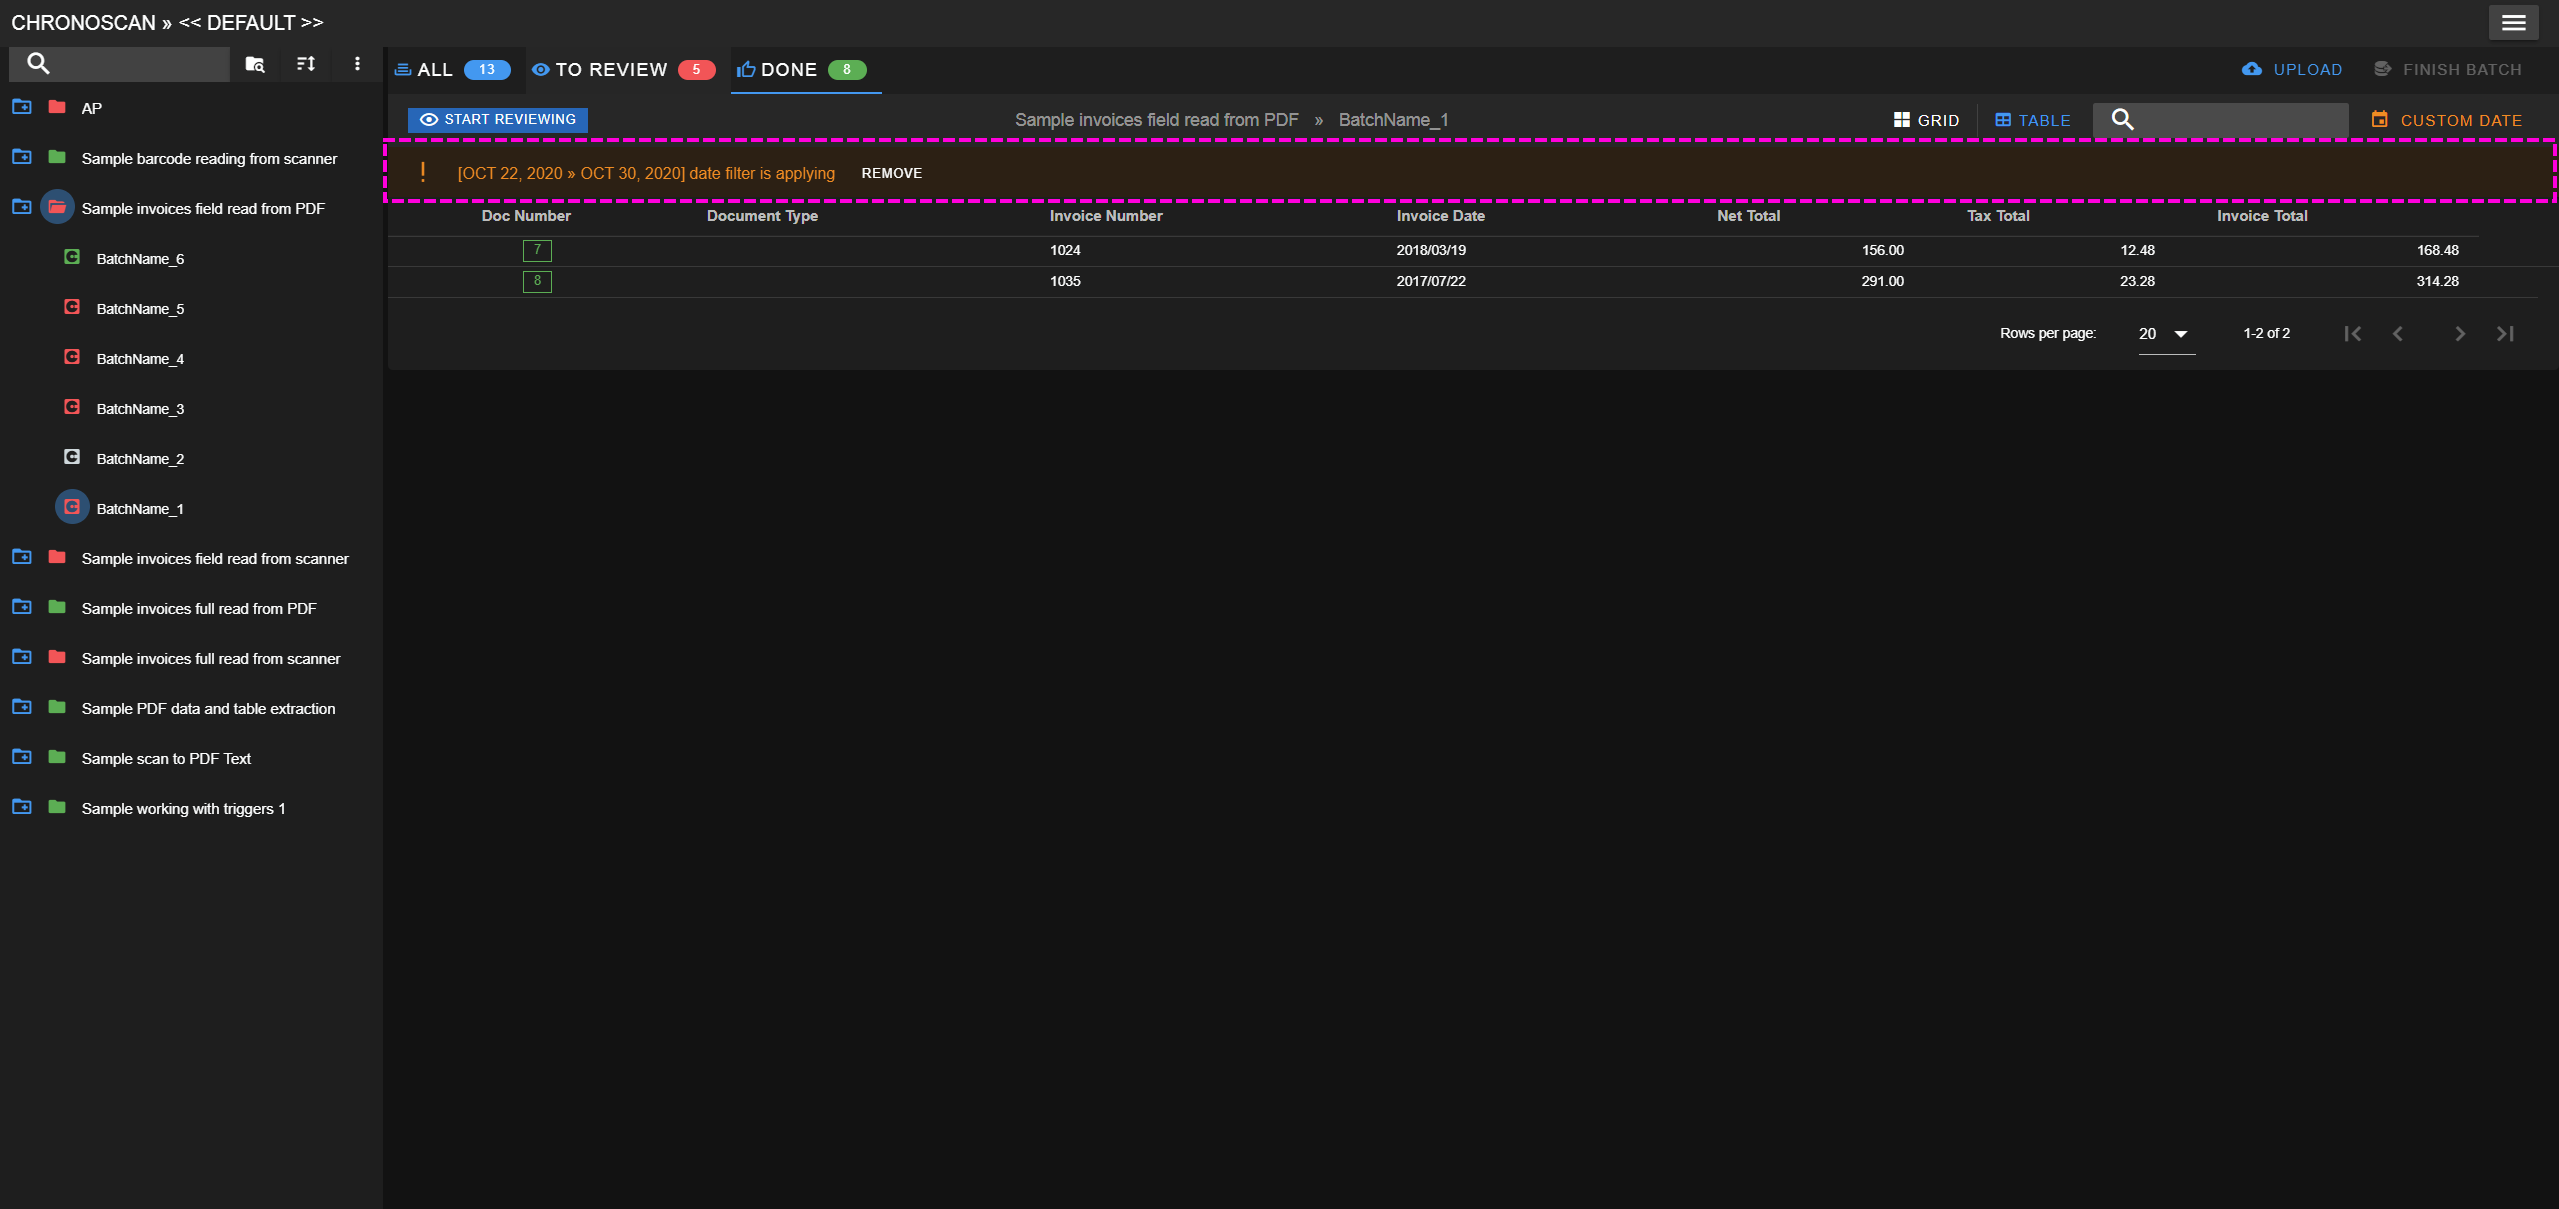 CHRONOSCAN » << DEFAULT >>
ALL 13 TO REVIEW 5 DONE 8 UPLOAD FINISH BATCH
START REVIEWING Sample invoices field read from PDF » BatchName_1 GRID TABLE CUSTOM DATE
! [OCT 22, 2020 » OCT 30, 2020] date filter is applying REMOVE
Doc Number Document Type Invoice Number Invoice Date Net Total Tax Total Invoice Total
7 1024 2018/03/19 156.00 12.48 168.48
8 1035 2017/07/22 291.00 23.28 314.28
Rows per page: 20 1-2 of 2
AP
Sample barcode reading from scanner
Sample invoices field read from PDF
BatchName_6
BatchName_5
BatchName_4
BatchName_3
BatchName_2
BatchName_1
Sample invoices field read from scanner
Sample invoices full read from PDF
Sample invoices full read from scanner
Sample PDF data and table extraction
Sample scan to PDF Text
Sample working with triggers 1